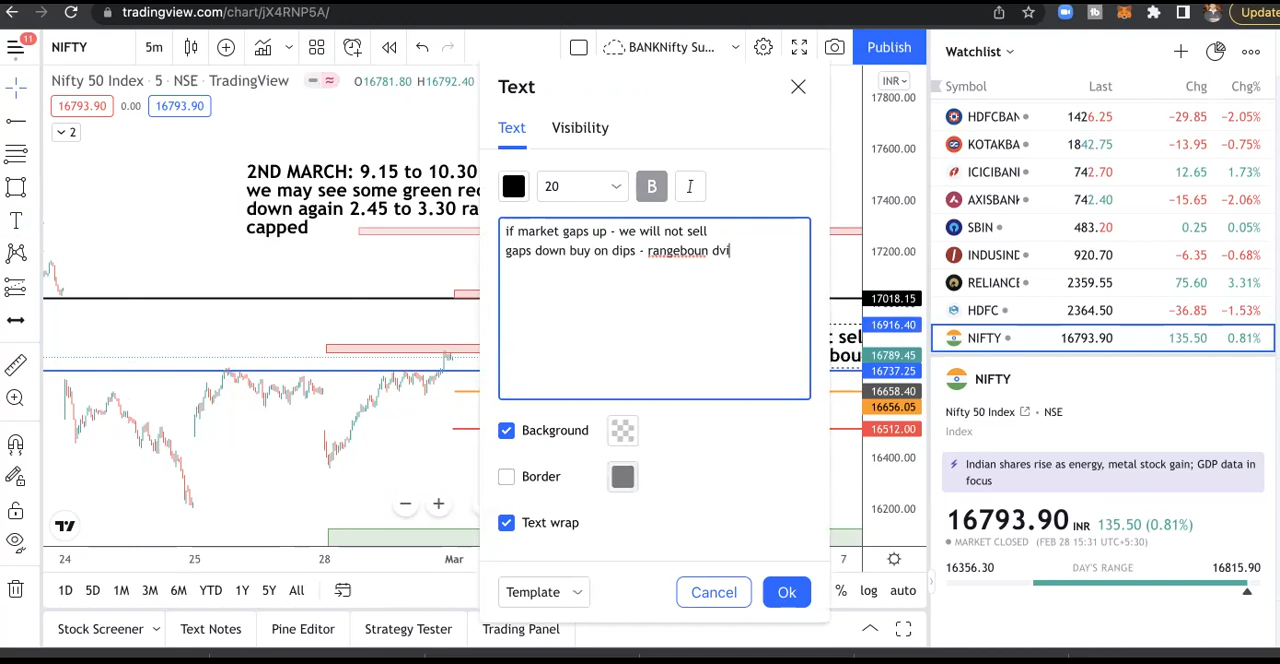 tradingview.com/chart/jX4RNP5A/
Update
11
NIFTY
5m
BANKNifty Su...
Publish
Watchlist
Nifty 50 Index • 5 • NSE • TradingView
O16781.80 H16792.40
16793.90 0.00 16793.90
2
2ND MARCH: 9.15 to 10.30
we may see some green rec
down again 2.45 to 3.30 ra
capped
Text
Text Visibility
20
B I
if market gaps up - we will not sell
gaps down buy on dips - rangeboun dvi
Background
Border
Text wrap
Template
Cancel
Ok
t sel
bou
INR
17800.00
17600.00
17400.00
17200.00
17018.15
16916.40
16789.45
16737.25
16658.40
16656.05
16512.00
16400.00
16200.00
24 25 28 Mar 7
1D 5D 1M 3M 6M YTD 1Y 5Y All
% log auto
Stock Screener Text Notes Pine Editor Strategy Tester Trading Panel
Symbol Last Chg Chg%
HDFCBAN 1426.25 −29.85 −2.05%
KOTAKBA 1842.75 −13.95 −0.75%
ICICIBANI 742.70 12.65 1.73%
AXISBANK 742.40 −15.65 −2.06%
SBIN 483.20 0.25 0.05%
INDUSIND 920.70 −6.35 −0.68%
RELIANCE 2359.55 75.60 3.31%
HDFC 2364.50 −36.85 −1.53%
NIFTY 16793.90 135.50 0.81%
NIFTY
Nifty 50 Index • NSE
Index
Indian shares rise as energy, metal stock gain; GDP data in
focus
16793.90 INR 135.50 (0.81%)
MARKET CLOSED (FEB 28 15:31 UTC+5:30)
16356.30 DAY'S RANGE 16815.90